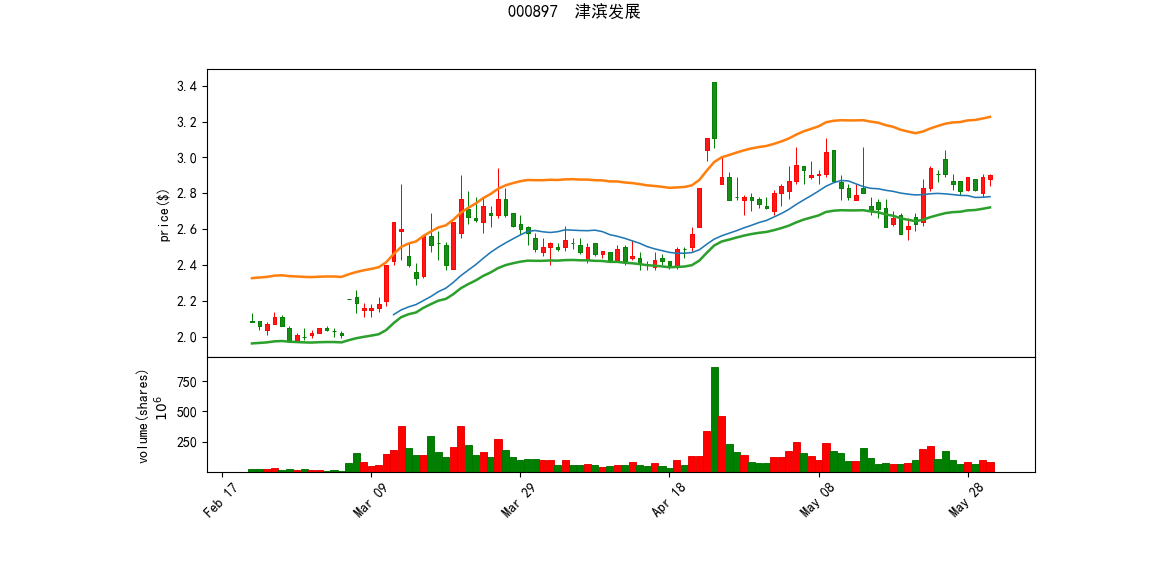 000897 津滨发展
price($)
3.4
3.2
3.0
2.8
2.6
2.4
2.2
2.0
volume(shares)
10^6
750
500
250
Feb 17
Mar 09
Mar 29
Apr 18
May 08
May 28